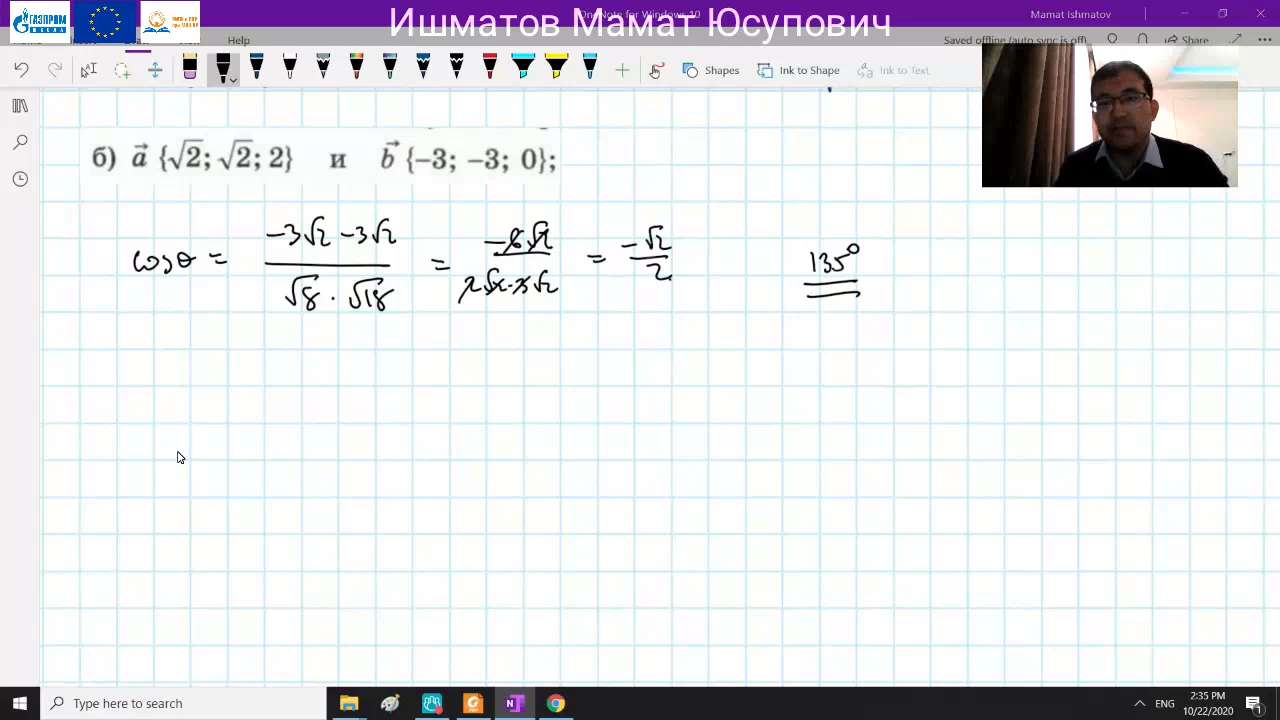 Ишматов Мамат Юсупович
ГАЗПРОМ
Mamat Ishmatov
Help
Saved offline (auto sync is off)
Share
Shapes
Ink to Shape
Ink to Text
б) a⃗ {√2; √2; 2} и b⃗ {−3; −3; 0};
cosθ = (−3√2 −3√2)/(√8 · √18) = (−6√2)/(2√2·3√2) = (−√2)/2 135°
Type here to search
ENG
2:35 PM
10/22/2020